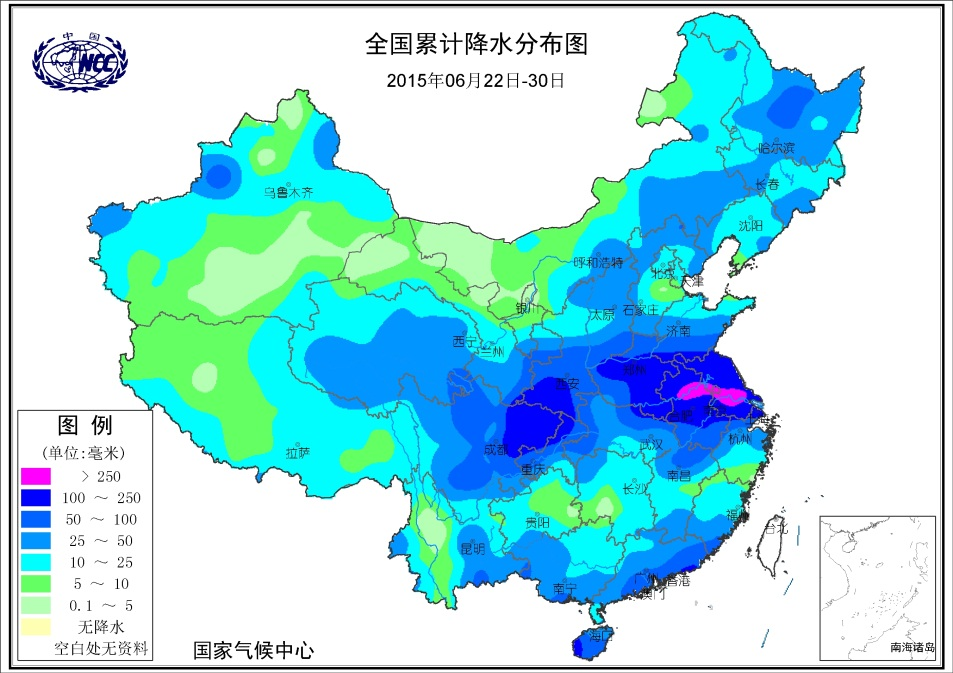 全国累计降水分布图
2015年06月22日-30日
中国
NCC
哈尔滨
长春
乌鲁木齐
沈阳
呼和浩特
北京
天津
银川
太原
石家庄
济南
西宁
兰州
郑州
西安
上海
成都
武汉
杭州
拉萨
重庆
南昌
长沙
贵阳
福州
台北
昆明
南宁
广州
香港
澳门
海口
图 例
(单位:毫米)
> 250
100 ~ 250
50 ~ 100
25 ~ 50
10 ~ 25
5 ~ 10
0.1 ~ 5
无降水
空白处无资料
国家气候中心
南海诸岛